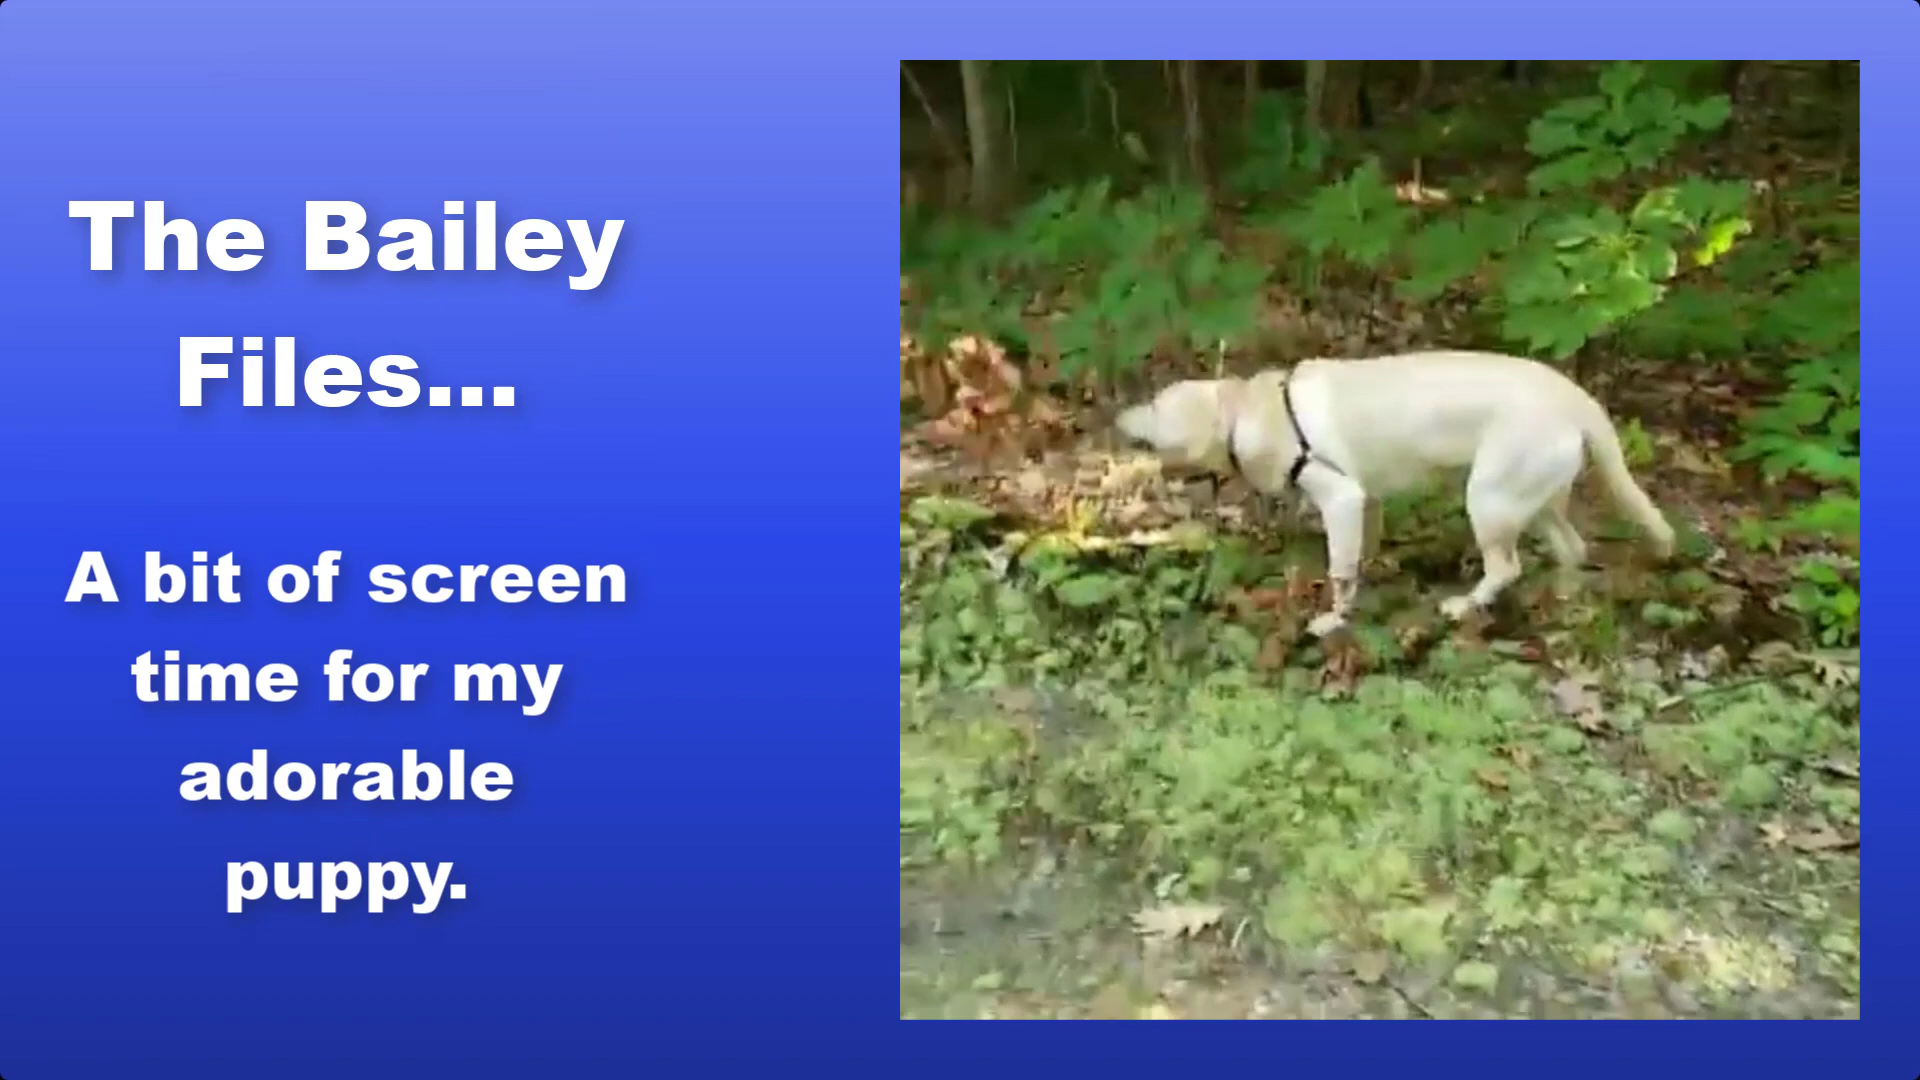 The Bailey
Files...
A bit of screen
time for my
adorable
puppy.